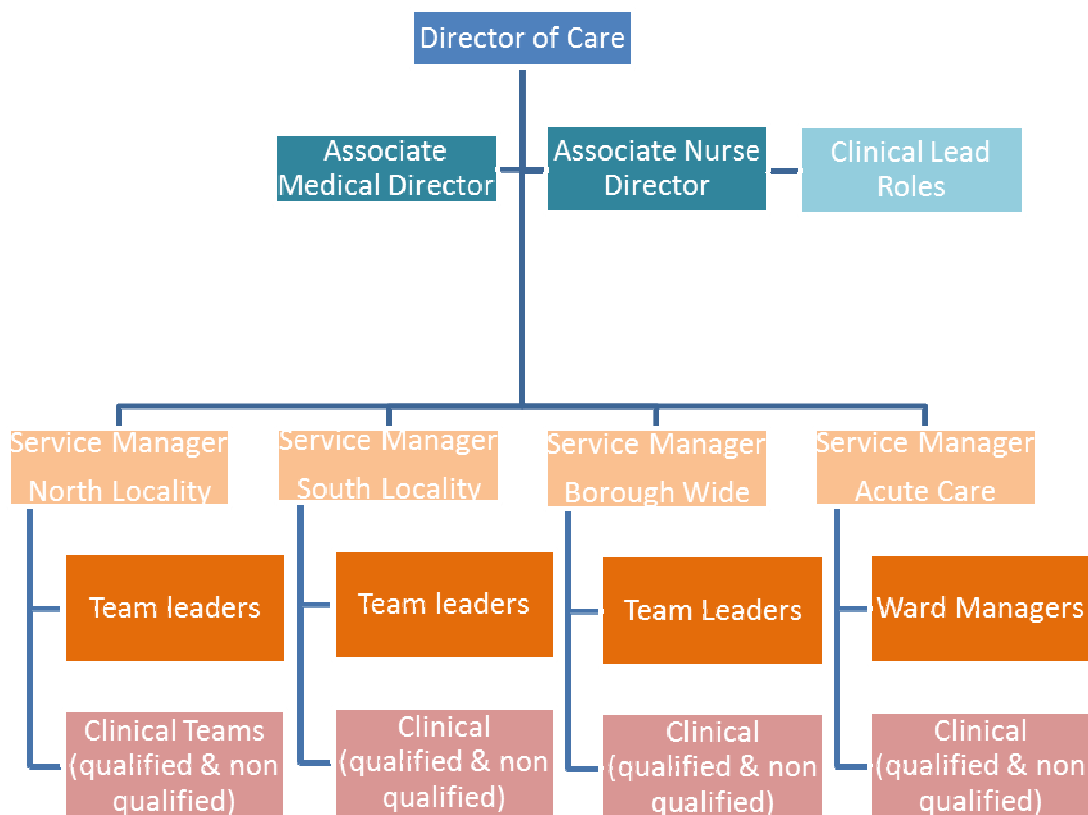 Director of Care
Associate
Medical Director
Associate Nurse
Director
Clinical Lead
Roles
Service Manager
North Locality
Service Manager
South Locality
Service Manager
Borough Wide
Service Manager
Acute Care
Team leaders
Team leaders
Team Leaders
Ward Managers
Clinical Teams
(qualified & non
qualified)
Clinical
(qualified & non
qualified)
Clinical
(qualified & non
qualified)
Clinical
(qualified & non
qualified)